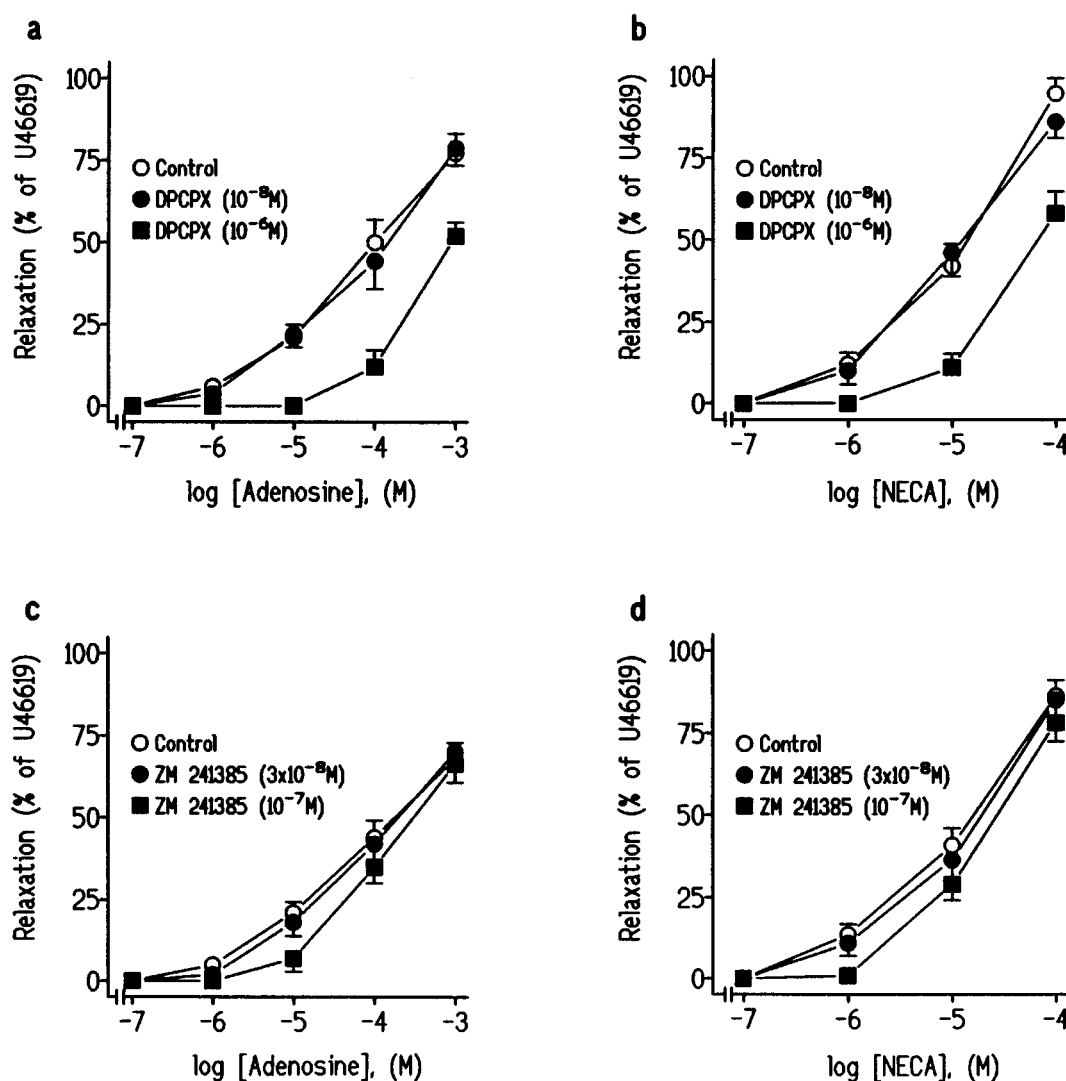 a
Relaxation (% of U46619)
100
75
50
25
0
Control
DPCPX (10⁻⁸M)
DPCPX (10⁻⁶M)
-7 -6 -5 -4 -3
log [Adenosine], (M)
b
Relaxation (% of U46619)
100
75
50
25
0
Control
DPCPX (10⁻⁸M)
DPCPX (10⁻⁶M)
-7 -6 -5 -4
log [NECA], (M)
c
Relaxation (% of U46619)
100
75
50
25
0
Control
ZM 241385 (3x10⁻⁸M)
ZM 241385 (10⁻⁷M)
-7 -6 -5 -4 -3
log [Adenosine], (M)
d
Relaxation (% of U46619)
100
75
50
25
0
Control
ZM 241385 (3x10⁻⁸M)
ZM 241385 (10⁻⁷M)
-7 -6 -5 -4
log [NECA], (M)